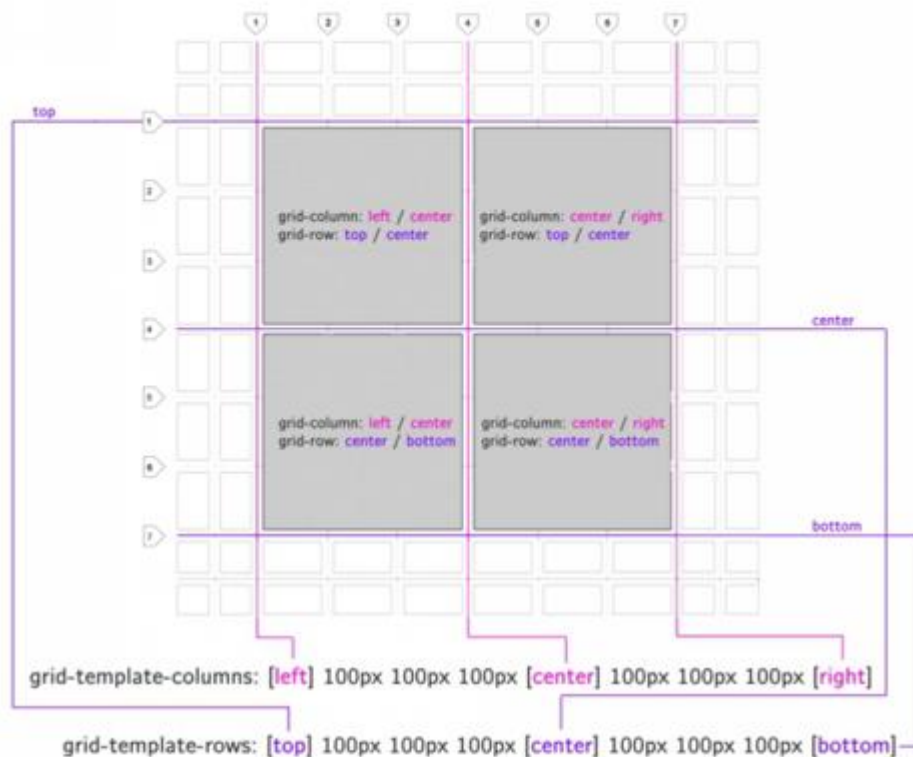 1 2 3 4 5 6 7
top
1
2
grid-column: left / center
grid-row: top / center
grid-column: center / right
grid-row: top / center
3
4
center
5
grid-column: left / center
grid-row: center / bottom
grid-column: center / right
grid-row: center / bottom
6
7
bottom
grid-template-columns: [left] 100px 100px 100px [center] 100px 100px 100px [right]
grid-template-rows: [top] 100px 100px 100px [center] 100px 100px 100px [bottom]